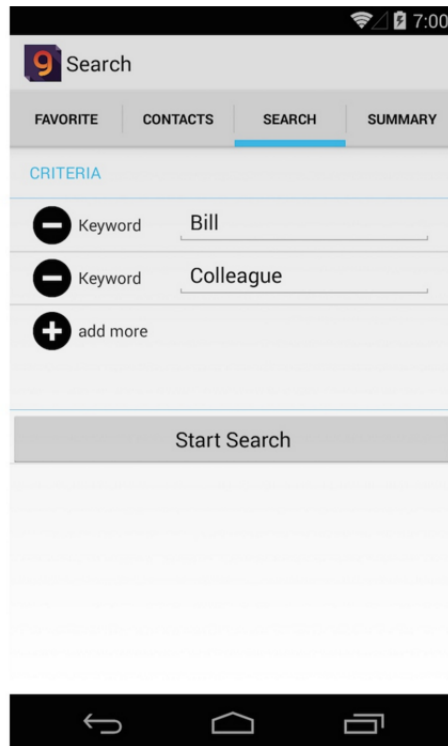 7:00
9 Search
FAVORITE CONTACTS SEARCH SUMMARY
CRITERIA
Keyword Bill
Keyword Colleague
add more
Start Search